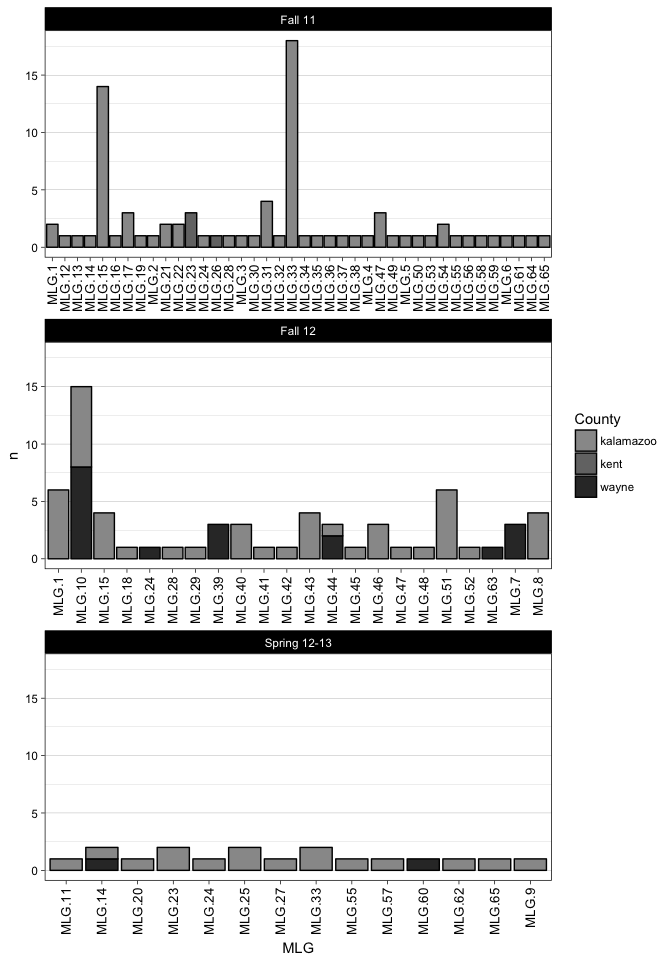 Fall 11
15
10
5
0
MLG.1 MLG.12 MLG.13 MLG.14 MLG.15 MLG.16 MLG.17 MLG.19 MLG.2 MLG.21 MLG.22 MLG.23 MLG.24 MLG.26 MLG.28 MLG.3 MLG.30 MLG.31 MLG.32 MLG.33 MLG.34 MLG.35 MLG.36 MLG.37 MLG.38 MLG.4 MLG.47 MLG.49 MLG.5 MLG.50 MLG.53 MLG.54 MLG.55 MLG.56 MLG.58 MLG.59 MLG.6 MLG.61 MLG.64 MLG.65
Fall 12
15
10
5
0
n
MLG.1 MLG.10 MLG.15 MLG.18 MLG.24 MLG.28 MLG.29 MLG.39 MLG.40 MLG.41 MLG.42 MLG.43 MLG.44 MLG.45 MLG.46 MLG.47 MLG.48 MLG.51 MLG.52 MLG.63 MLG.7 MLG.8
County
kalamazoo
kent
wayne
Spring 12-13
15
10
5
0
MLG.11 MLG.14 MLG.20 MLG.23 MLG.24 MLG.25 MLG.27 MLG.33 MLG.55 MLG.57 MLG.60 MLG.62 MLG.65 MLG.9
MLG